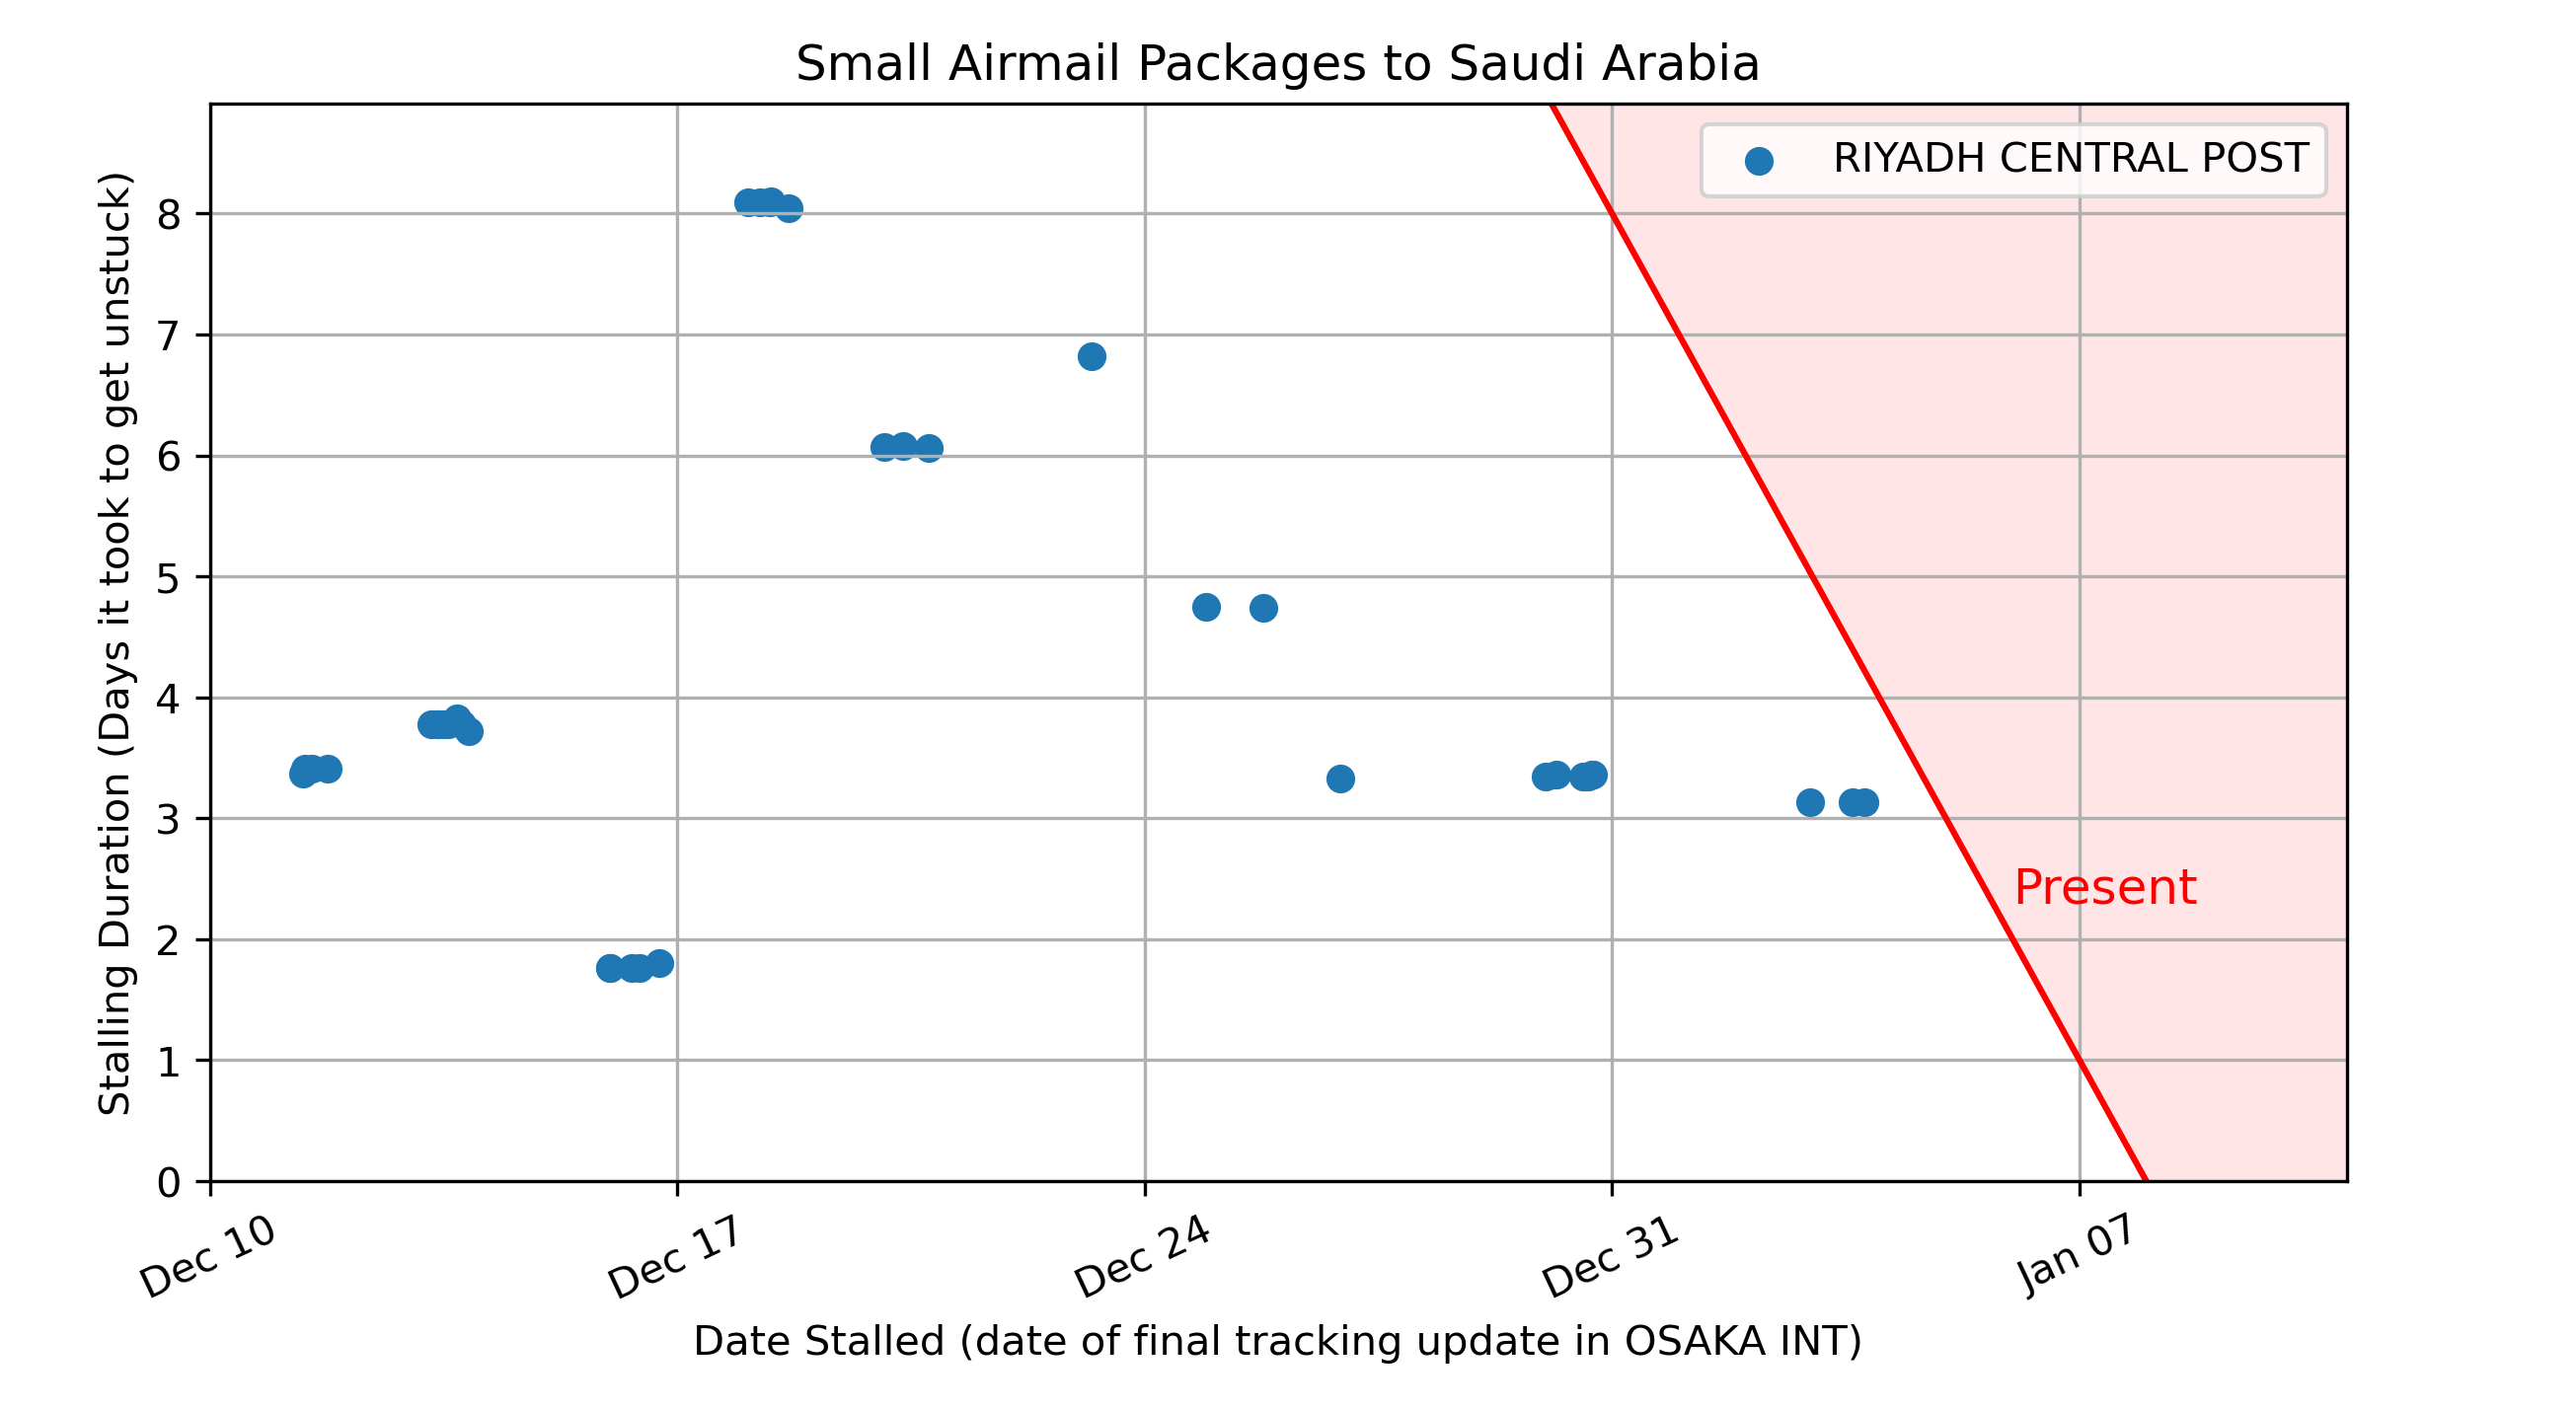 Small Airmail Packages to Saudi Arabia
RIYADH CENTRAL POST
Stalling Duration (Days it took to get unstuck)
8
7
6
5
4
3
2
1
0
Present
Dec 10
Dec 17
Dec 24
Dec 31
Jan 07
Date Stalled (date of final tracking update in OSAKA INT)